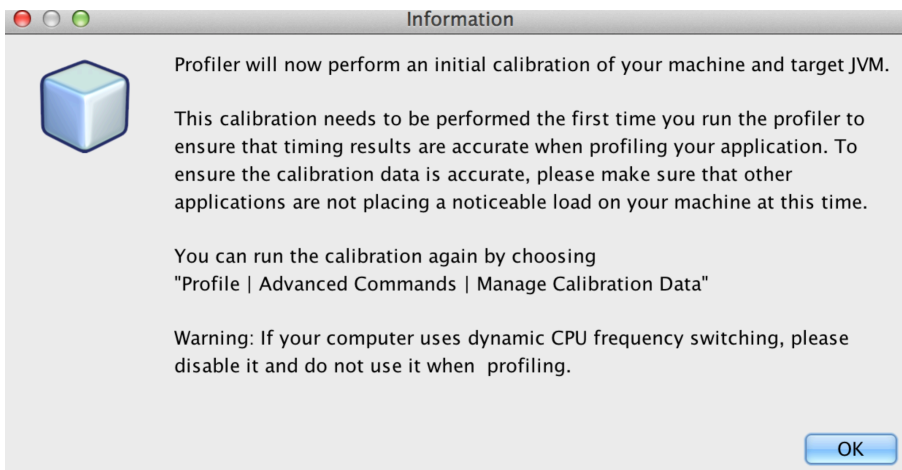 Information
Profiler will now perform an initial calibration of your machine and target JVM.
This calibration needs to be performed the first time you run the profiler to
ensure that timing results are accurate when profiling your application. To
ensure the calibration data is accurate, please make sure that other
applications are not placing a noticeable load on your machine at this time.
You can run the calibration again by choosing
"Profile | Advanced Commands | Manage Calibration Data"
Warning: If your computer uses dynamic CPU frequency switching, please
disable it and do not use it when  profiling.
OK